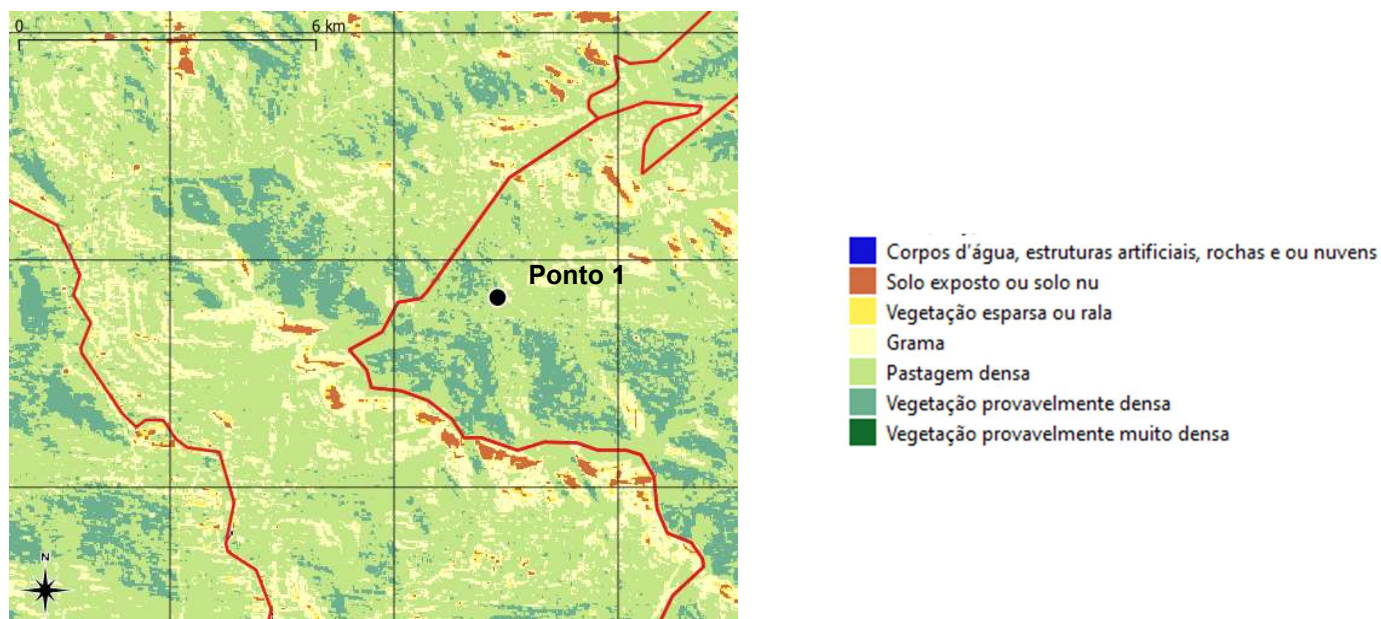 0 6 km
Ponto 1
N
Corpos d'água, estruturas artificiais, rochas e ou nuvens
Solo exposto ou solo nu
Vegetação esparsa ou rala
Grama
Pastagem densa
Vegetação provavelmente densa
Vegetação provavelmente muito densa